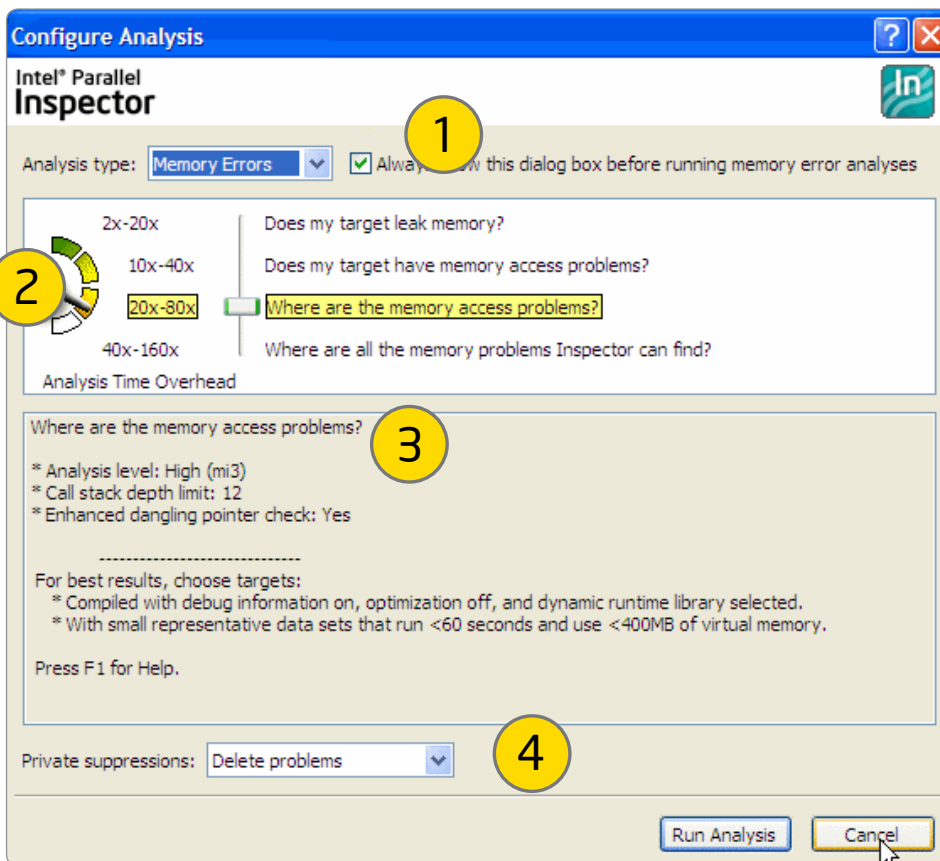 Configure Analysis
?
Intel® Parallel
Inspector
In
1
Analysis type: Memory Errors
Always this dialog box before running memory error analyses
2x-20x Does my target leak memory?
2
10x-40x Does my target have memory access problems?
20x-80x Where are the memory access problems?
40x-160x Where are all the memory problems Inspector can find?
Analysis Time Overhead
Where are the memory access problems?
3
* Analysis level: High (mi3)
* Call stack depth limit: 12
* Enhanced dangling pointer check: Yes
------------------------------
For best results, choose targets:
* Compiled with debug information on, optimization off, and dynamic runtime library selected.
* With small representative data sets that run <60 seconds and use <400MB of virtual memory.
Press F1 for Help.
4
Private suppressions: Delete problems
Run Analysis Cancel